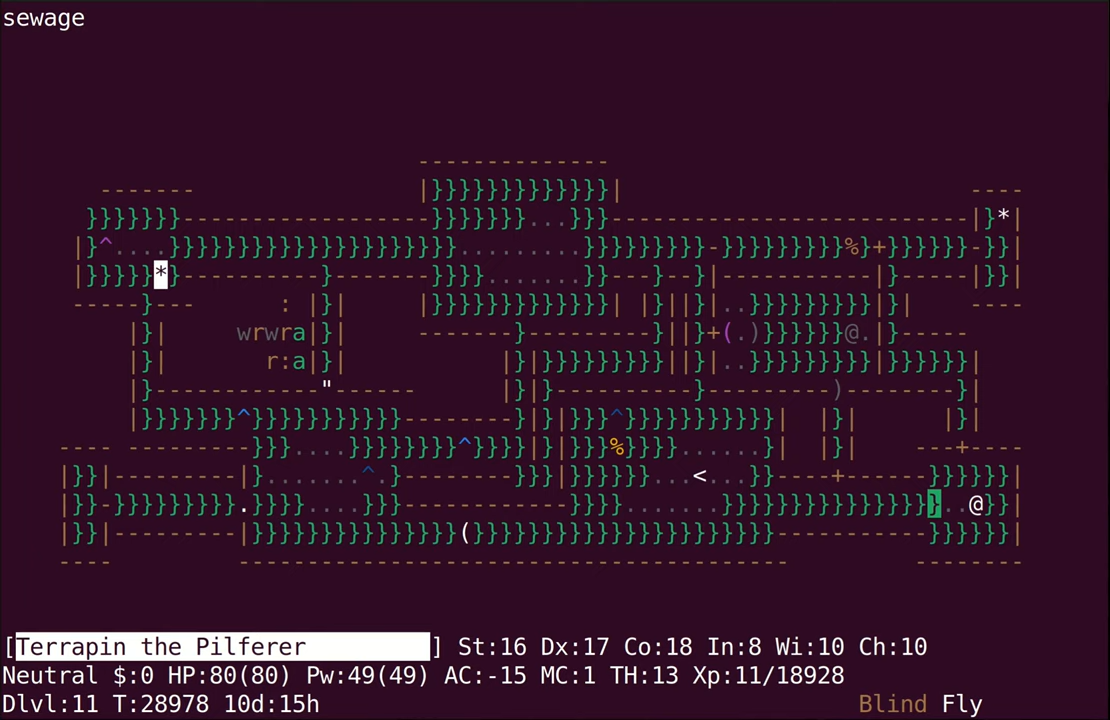 sewage
[Terrapin the Pilferer ] St:16 Dx:17 Co:18 In:8 Wi:10 Ch:10
Neutral $:0 HP:80(80) Pw:49(49) AC:-15 MC:1 TH:13 Xp:11/18928
Dlvl:11 T:28978 10d:15h Blind Fly